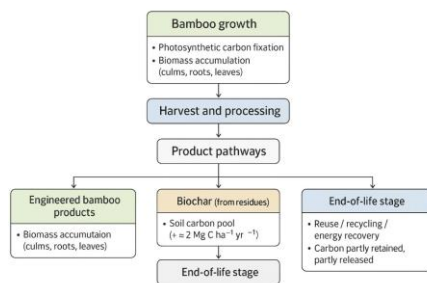 Bamboo growth
• Photosynthetic carbon fixation
• Biomass accumulation
(culms, roots, leaves)
Harvest and processing
Product pathways
Engineered bamboo
products
• Biomass accumutaion
(culms, roots, leaves)
Biochar (from residues)
• Soil carbon pool
(÷ = 2 Mg C ha⁻¹ yr ⁻¹)
End-of-life stage
End-of-life stage
• Reuse / recycling /
energy recovery
• Carbon partly retained,
partly released